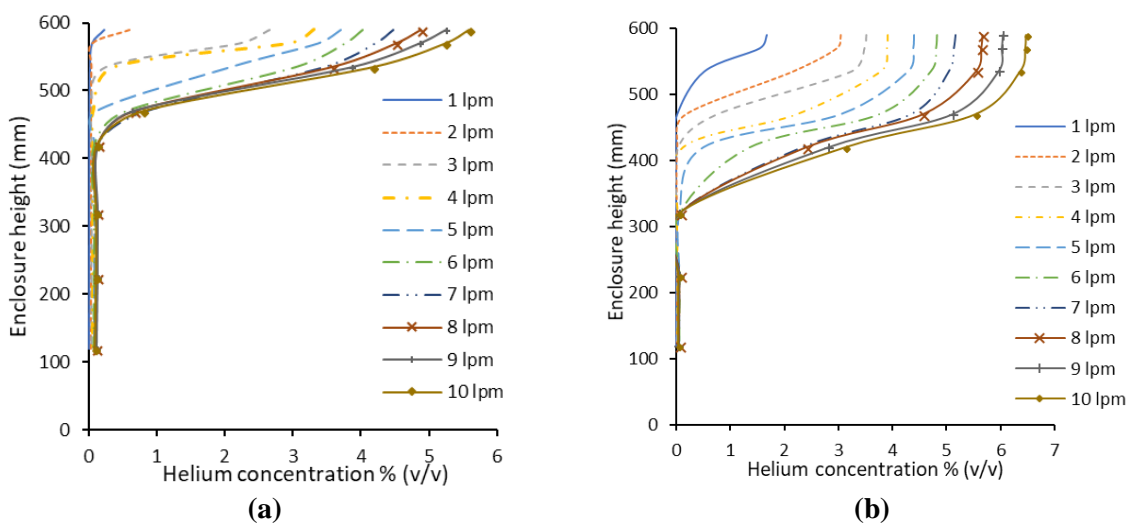 600
500
400
300
200
100
0
Enclosure height (mm)
0 1 2 3 4 5 6
Helium concentration % (v/v)
1 lpm
2 lpm
3 lpm
4 lpm
5 lpm
6 lpm
7 lpm
8 lpm
9 lpm
10 lpm
(a)
600
500
400
300
200
100
0
Enclosure height (mm)
0 1 2 3 4 5 6 7
Helium concentration % (v/v)
1 lpm
2 lpm
3 lpm
4 lpm
5 lpm
6 lpm
7 lpm
8 lpm
9 lpm
10 lpm
(b)